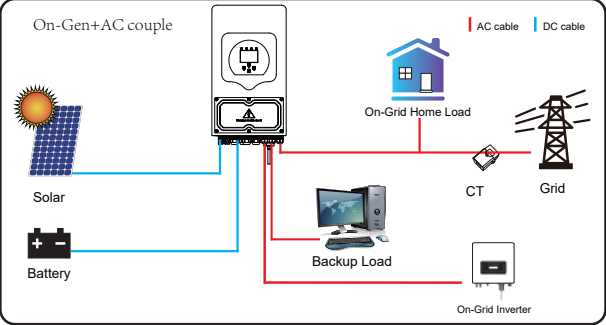 On-Gen+AC couple
AC cable
DC cable
On-Grid Home Load
CT
Grid
Solar
Backup Load
Battery
On-Grid Inverter